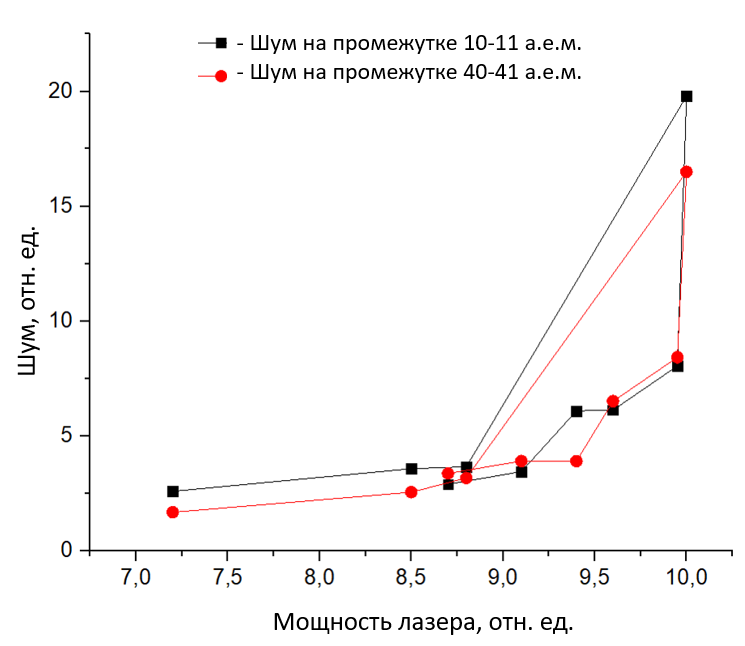 - Шум на промежутке 10-11 а.е.м.
- Шум на промежутке 40-41 а.е.м.
Шум, отн. ед.
20
15
10
5
0
7,0 7,5 8,0 8,5 9,0 9,5 10,0
Мощность лазера, отн. ед.